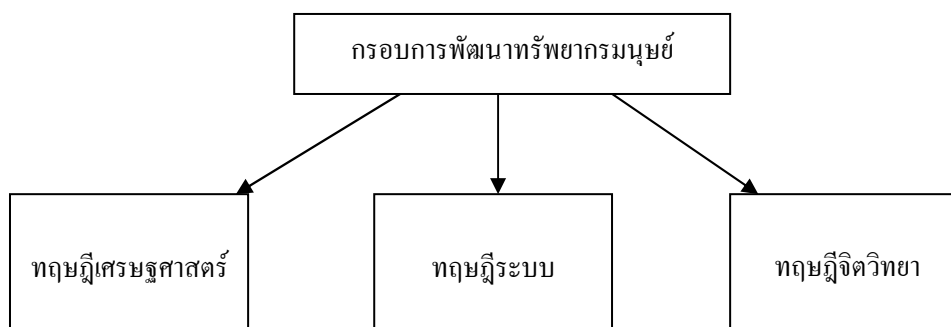 กรอบการพัฒนาทรัพยากรมนุษย์
ทฤษฎีเศรษฐศาสตร์
ทฤษฎีระบบ
ทฤษฎีจิตวิทยา